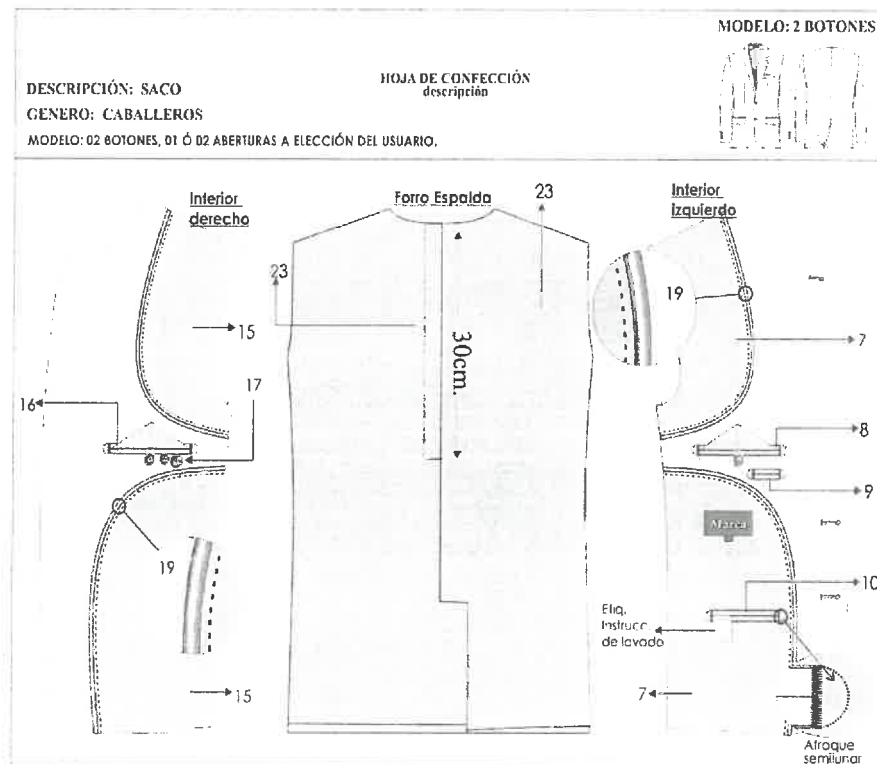 MODELO: 2 BOTONES
HOJA DE CONFECCIÓN
descripción
DESCRIPCIÓN: SACO
GENERO: CABALLEROS
MODELO: 02 BOTONES, 01 Ó 02 ABERTURAS A ELECCIÓN DEL USUARIO.
Interior
derecho
Forro Espalda
23
Interior
izquierdo
23
19
15
30cm.
7
17
16
8
9
Marca
19
10
Etiq.
Instrucc.
de lavado
15
7
Atraque
semilunar